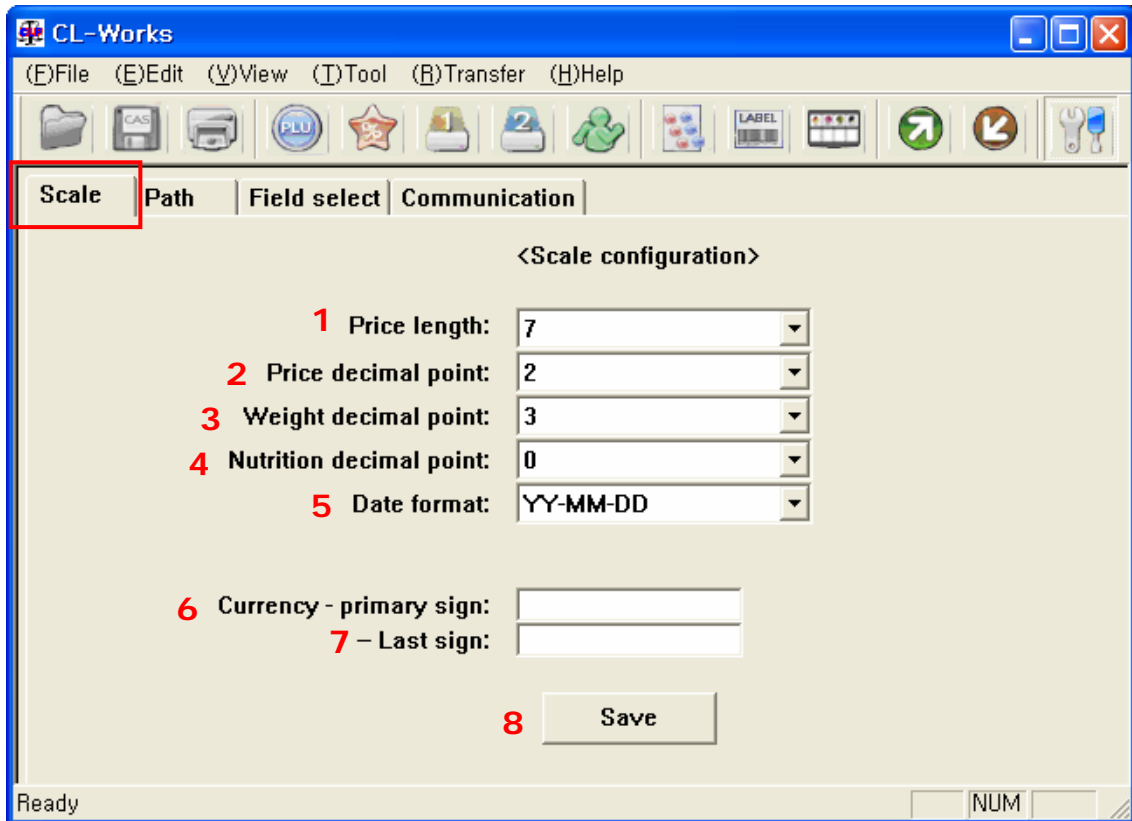 CL-Works
(F)File (E)Edit (V)View (T)Tool (R)Transfer (H)Help
CAS PLU % 1 2 LABEL
Scale Path Field select Communication
<Scale configuration>
1 Price length: 7
2 Price decimal point: 2
3 Weight decimal point: 3
4 Nutrition decimal point: 0
5 Date format: YY-MM-DD
6 Currency - primary sign:
7 – Last sign:
8 Save
Ready NUM